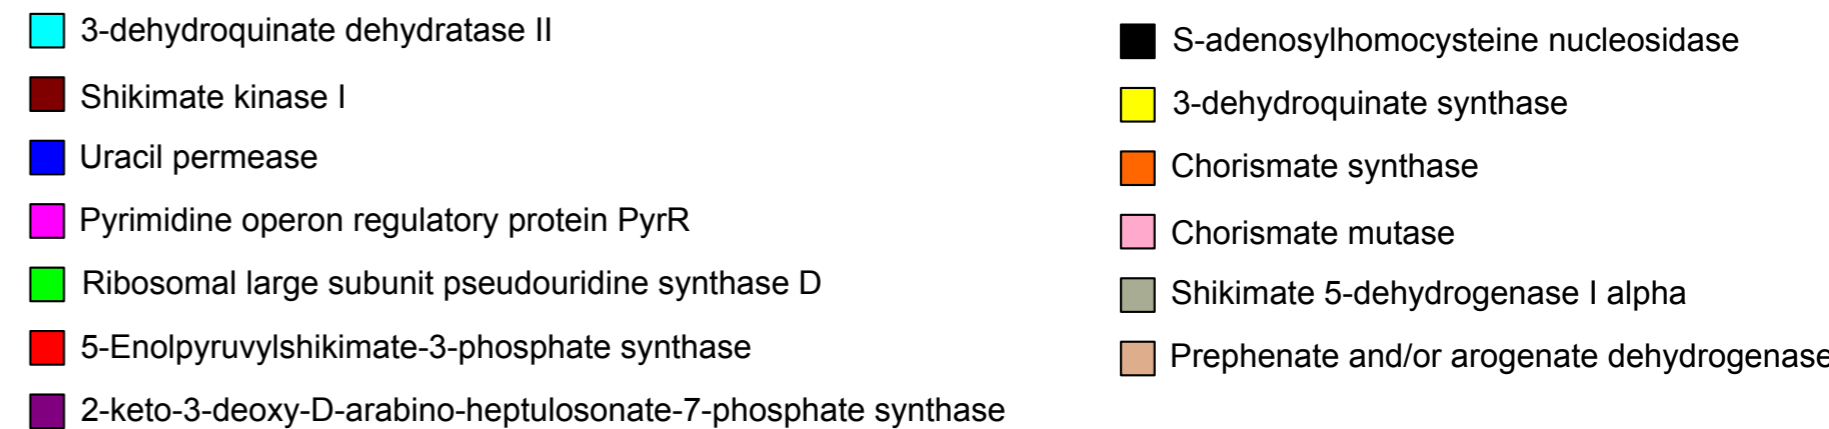 3-dehydroquinate dehydratase II
Shikimate kinase I
Uracil permease
Pyrimidine operon regulatory protein PyrR
Ribosomal large subunit pseudouridine synthase D
5-Enolpyruvylshikimate-3-phosphate synthase
2-keto-3-deoxy-D-arabino-heptulosonate-7-phosphate synthase
S-adenosylhomocysteine nucleosidase
3-dehydroquinate synthase
Chorismate synthase
Chorismate mutase
Shikimate 5-dehydrogenase I alpha
Prephenate and/or arogenate dehydrogenase